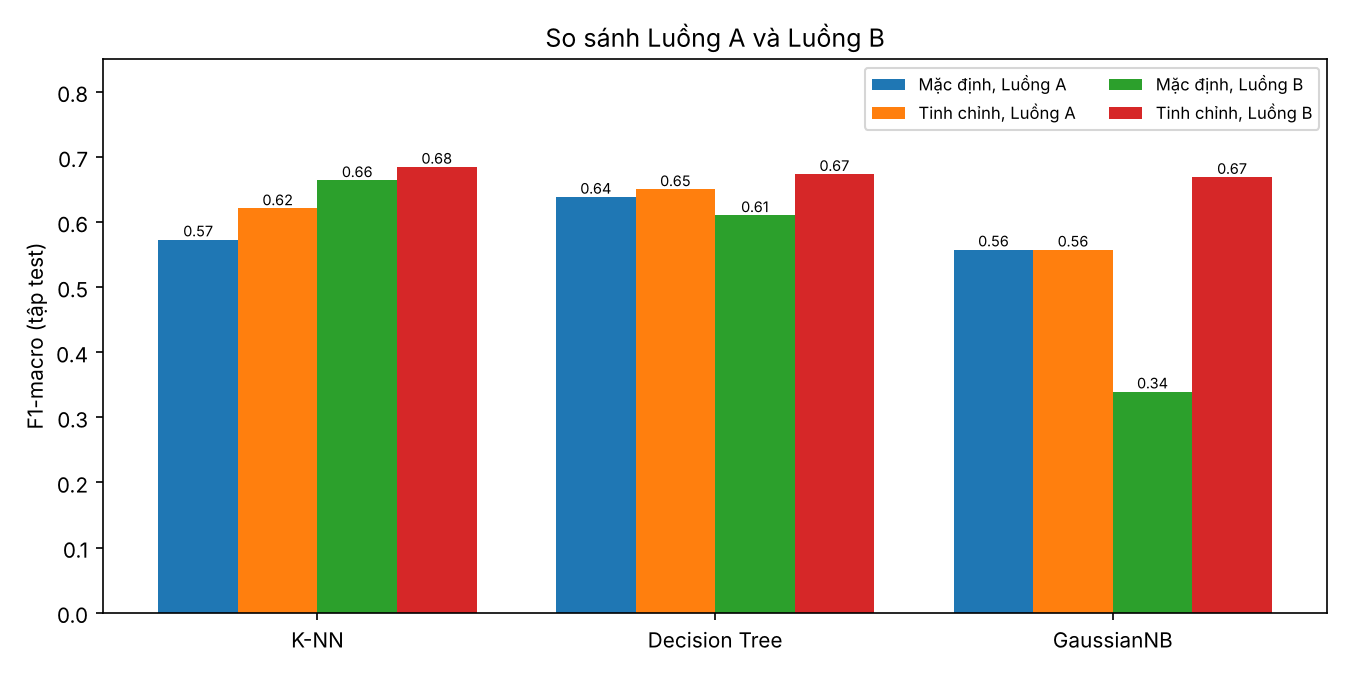 So sánh Luồng A và Luồng B
Mặc định, Luồng A
Tinh chỉnh, Luồng A
Mặc định, Luồng B
Tinh chỉnh, Luồng B
F1-macro (tập test)
0.8
0.7
0.6
0.5
0.4
0.3
0.2
0.1
0.0
0.57
0.62
0.66
0.68
0.64
0.65
0.61
0.67
0.56
0.56
0.34
0.67
K-NN
Decision Tree
GaussianNB